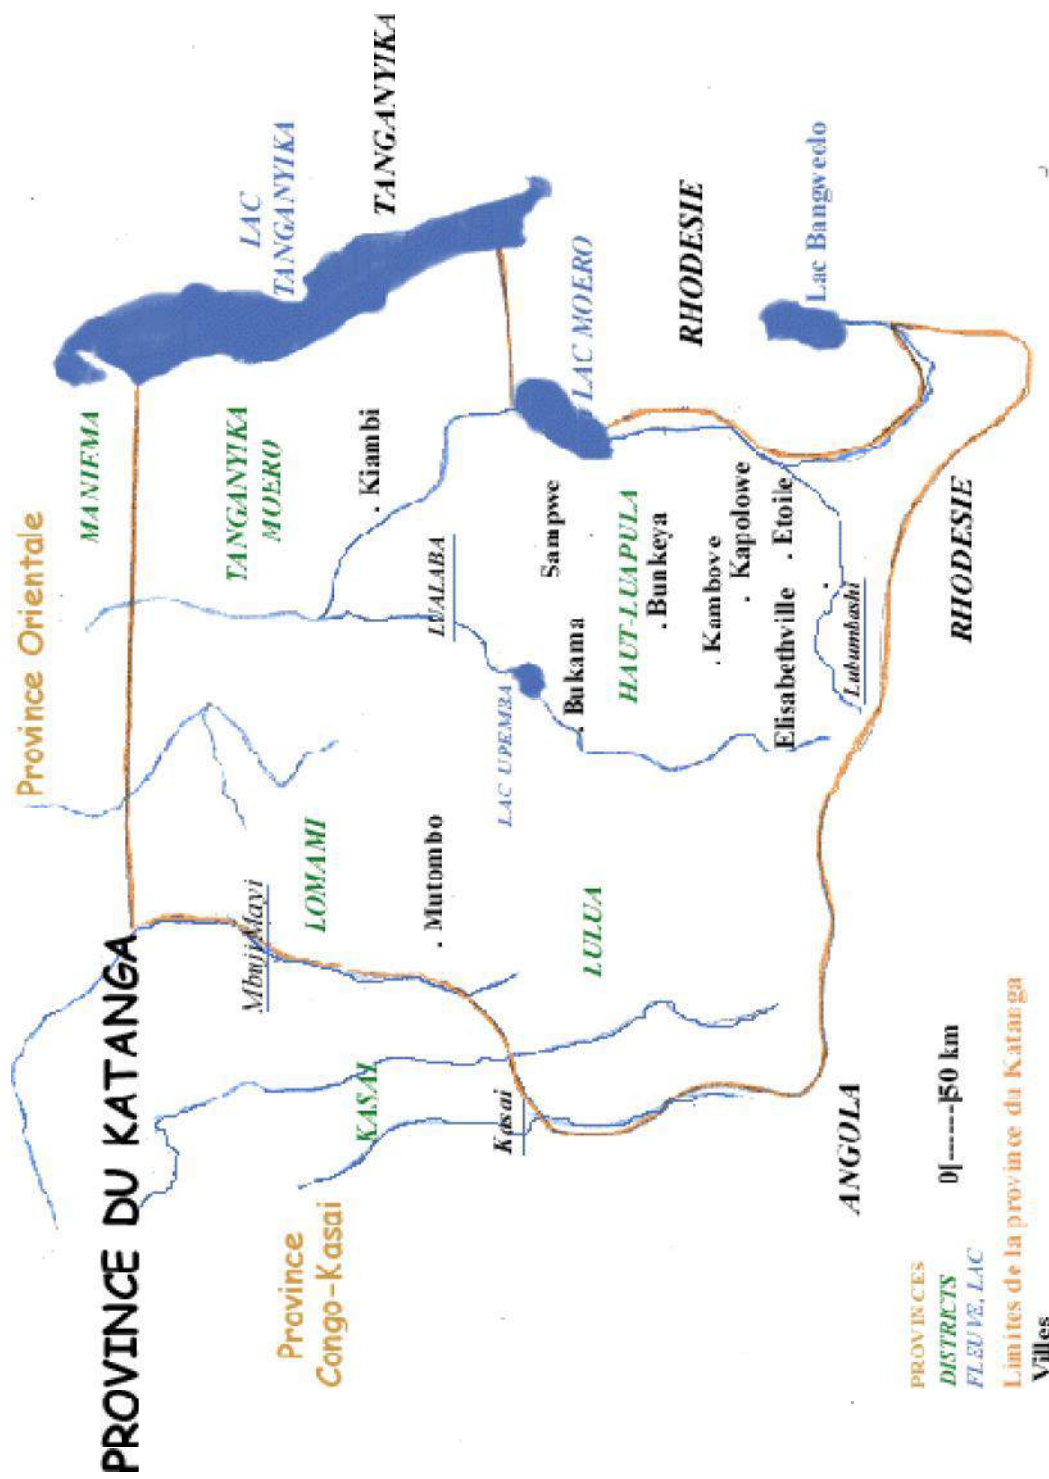 PROVINCE DU KATANGA
Province Orientale
MANIEMA
LAC
TANGANYIKA
TANGANYIKA
TANGANYIKA
MOERO
. Kiambi
Mbuji Mayi
LOMAMI
. Mutombo
KASAI
Province
Congo-Kasai
LUALABA
LAC UPEMBA
LAC MOERO
Sampwe
. Bukama
HAUT-LUAPULA
. Bunkeya
. Kambove
. Kapolowe
. Etoile
Elisabethville
.
Lubumbashi
LULUA
Kasai
RHODESIE
Lac Bangweolo
RHODESIE
ANGOLA
PROVINCES
DISTRICTS
FLEUVE, LAC
Limites de la province du Katanga
Villes
0[------]50 km